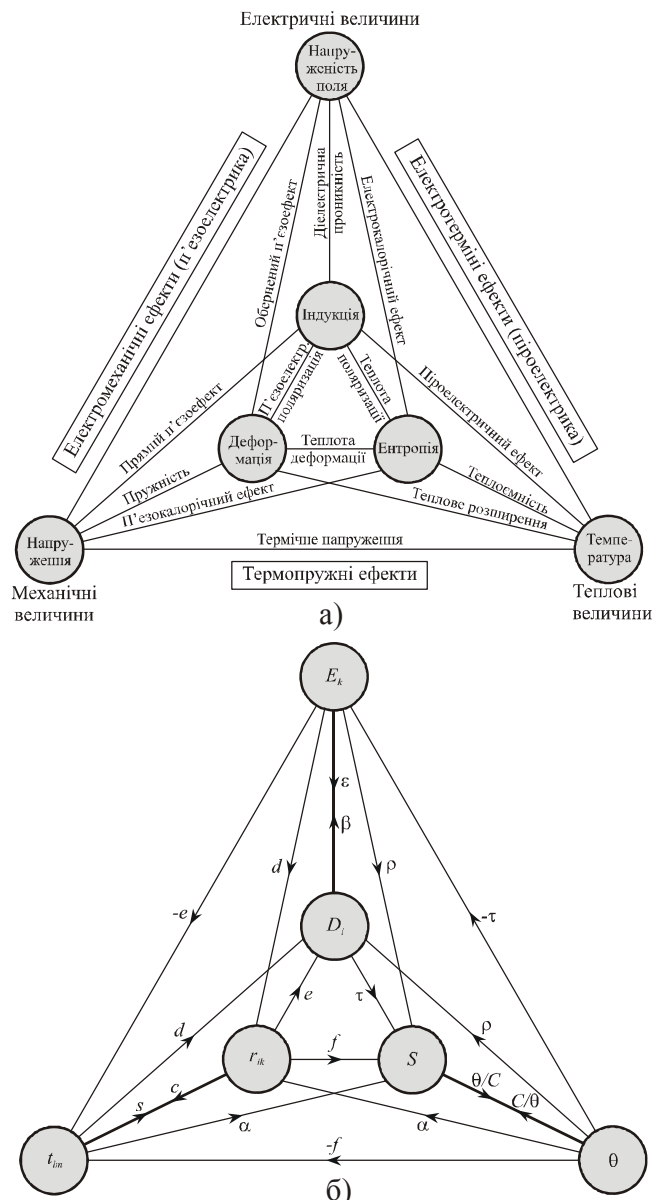 Електричні величини
Напру-
женість
поля
Електромеханічні ефекти (п’єзоелектрика)
Електротерміні ефекти (піроелектрика)
Обернений п’єзоефект
Діелектрична
проникність
Електрокалорічний ефект
Індукція
П’єзоелектр.
поляризація
Теплота
поляризації
Прямий п’єзоефект
Піроелектричний ефект
Дефор-
мація
Теплота
деформації
Ентропія
Пружність
Теплоємність
П’єзокалорічний ефект
Теплове розширення
Напру-
ження
Термічне напруження
Темпе-
ратура
Механічні
величини
Термопружні ефекти
Теплові
величини
а)
E_k
ε
β
d
ρ
-e
-τ
D_i
e
τ
d
ρ
r_ik
f
S
c
s
θ/C
C/θ
α
α
t_lm
-f
θ
б)